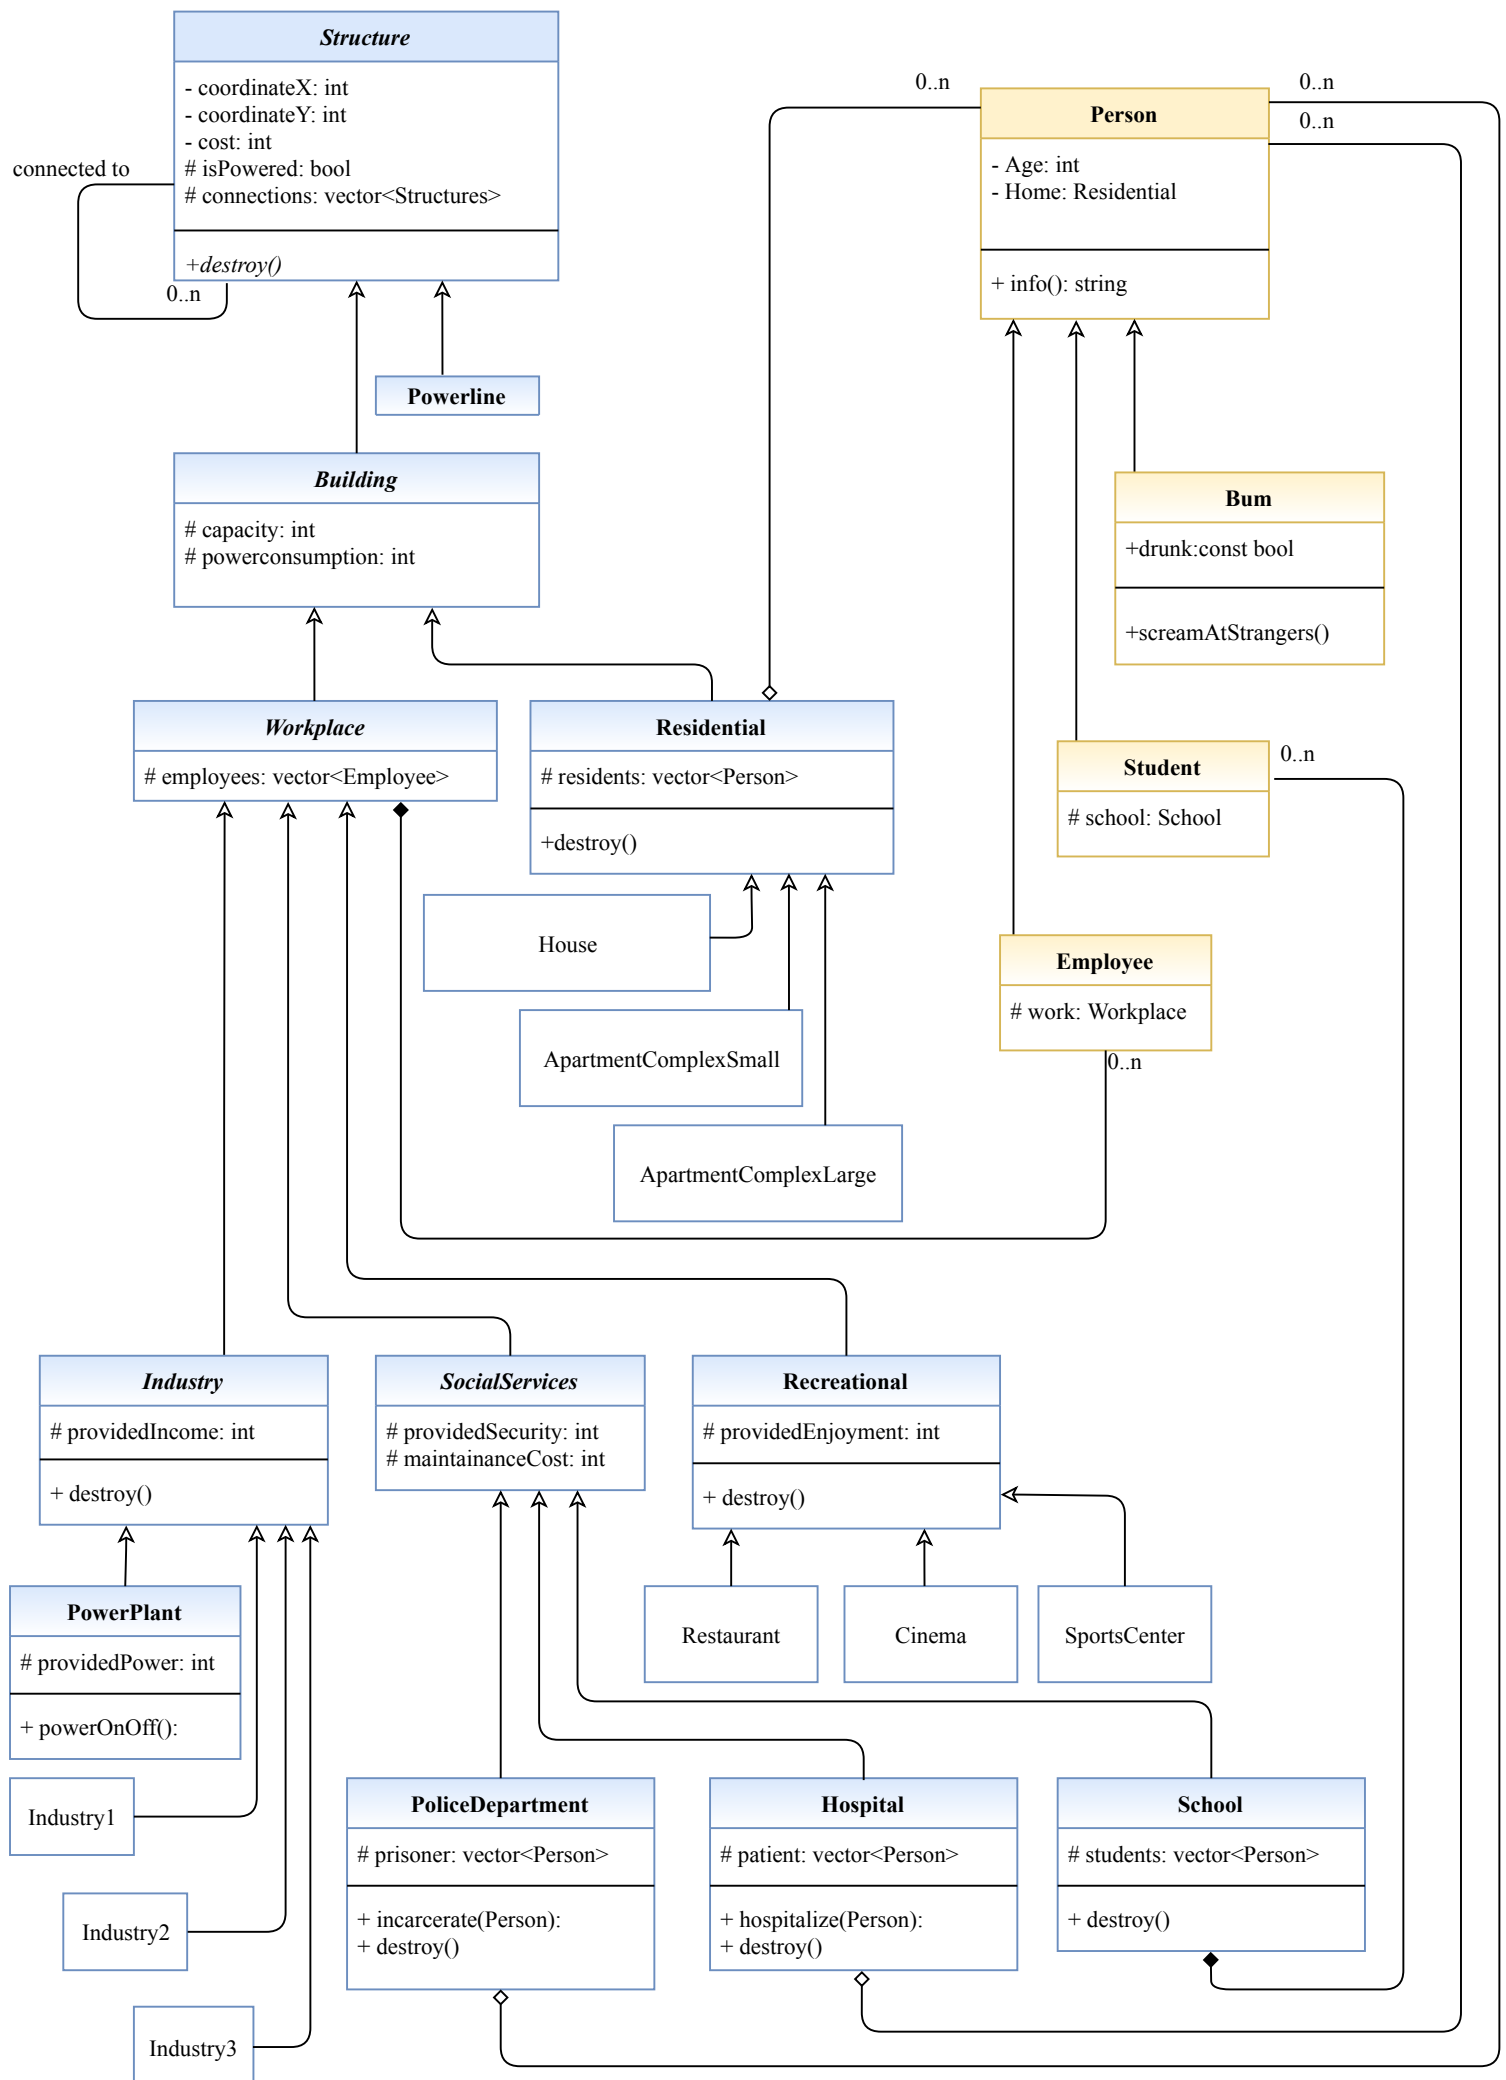 Structure
- coordinateX: int
- coordinateY: int
- cost: int
# isPowered: bool
# connections: vector<Structures>
+destroy()
connected to
0..n
0..n
0..n
0..n
Person
- Age: int
- Home: Residential
+ info(): string
Powerline
Building
# capacity: int
# powerconsumption: int
Bum
+drunk:const bool
+screamAtStrangers()
Workplace
# employees: vector<Employee>
Residential
# residents: vector<Person>
+destroy()
Student
# school: School
0..n
House
ApartmentComplexSmall
ApartmentComplexLarge
Employee
# work: Workplace
0..n
Industry
# providedIncome: int
+ destroy()
SocialServices
# providedSecurity: int
# maintainanceCost: int
Recreational
# providedEnjoyment: int
+ destroy()
PowerPlant
# providedPower: int
+ powerOnOff():
Restaurant
Cinema
SportsCenter
Industry1
Industry2
Industry3
PoliceDepartment
# prisoner: vector<Person>
+ incarcerate(Person):
+ destroy()
Hospital
# patient: vector<Person>
+ hospitalize(Person):
+ destroy()
School
# students: vector<Person>
+ destroy()